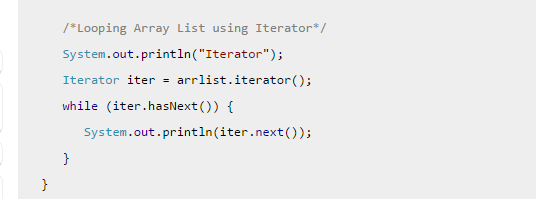 /*Looping Array List using Iterator*/
System.out.println("Iterator");
Iterator iter = arrlist.iterator();
while (iter.hasNext()) {
System.out.println(iter.next());
}
}